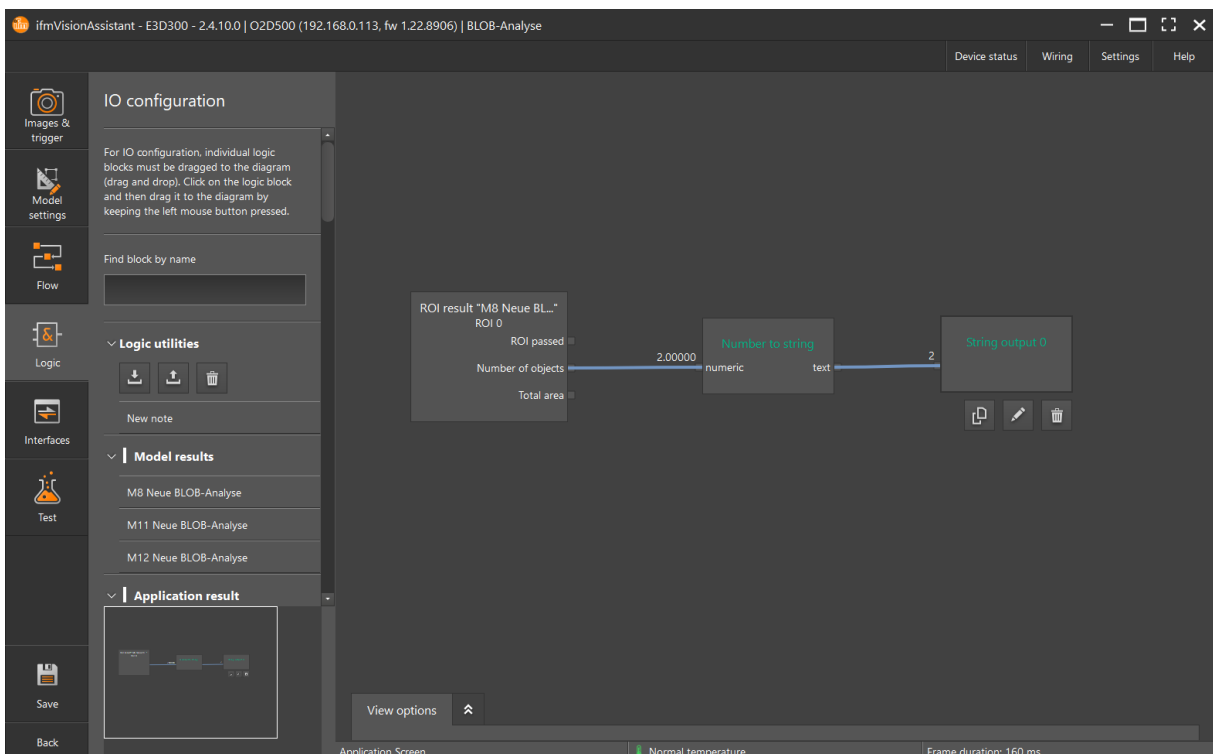 ifm ifmVisionAssistant - E3D300 - 2.4.10.0 | O2D500 (192.168.0.113, fw 1.22.8906) | BLOB-Analyse
Device status Wiring Settings Help
Images &
trigger
Model
settings
Flow
Logic
Interfaces
Test
Save
Back
IO configuration
For IO configuration, individual logic
blocks must be dragged to the diagram
(drag and drop). Click on the logic block
and then drag it to the diagram by
keeping the left mouse button pressed.
Find block by name
Logic utilities
New note
Model results
M8 Neue BLOB-Analyse
M11 Neue BLOB-Analyse
M12 Neue BLOB-Analyse
Application result
ROI result "M8 Neue BL..."
ROI 0
ROI passed
Number of objects
Total area
2.00000
Number to string
numeric text
2
String output 0
View options
Application Screen Normal temperature Frame duration: 160 ms